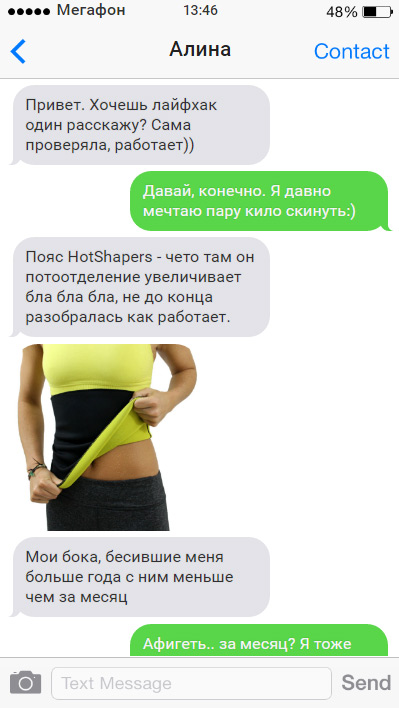 Мегафон 13:46 48%
Алина Contact
Привет. Хочешь лайфхак
один расскажу? Сама
проверяла, работает))
Давай, конечно. Я давно
мечтаю пару кило скинуть:)
Пояс HotShapers - чето там он
потоотделение увеличивает
бла бла бла, не до конца
разобралась как работает.
Мои бока, бесившие меня
больше года с ним меньше
чем за месяц
Афигеть.. за месяц? Я тоже
Text Message Send